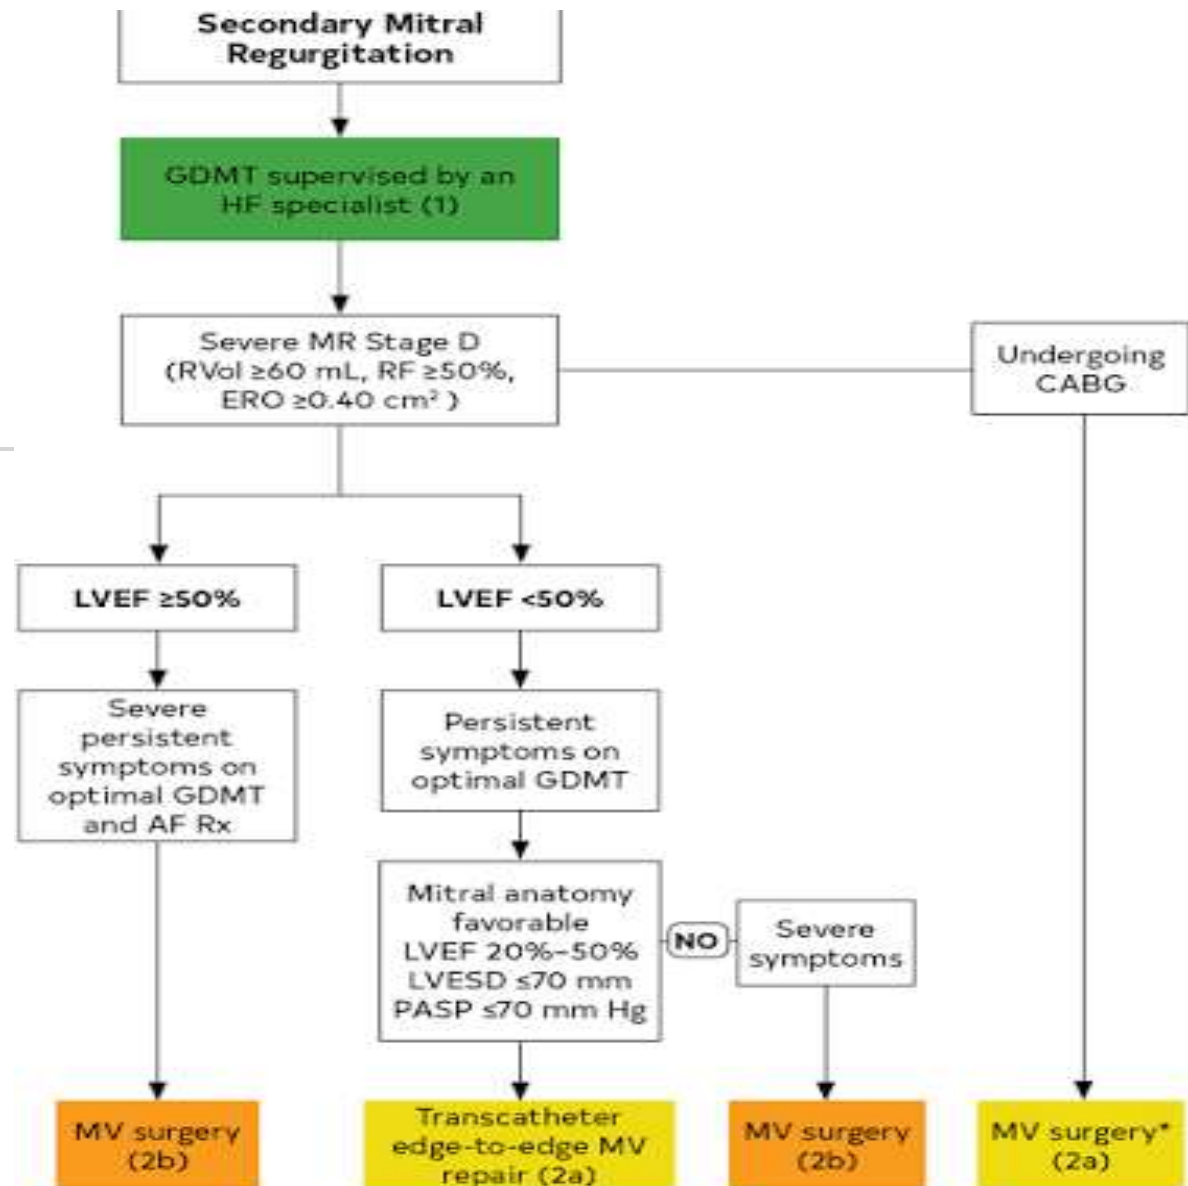 Secondary Mitral
Regurgitation
GDMT supervised by an
HF specialist (1)
Severe MR Stage D
(RVol ≥60 mL, RF ≥50%,
ERO ≥0.40 cm² )
Undergoing
CABG
LVEF ≥50%
LVEF <50%
Severe
persistent
symptoms on
optimal GDMT
and AF Rx
Persistent
symptoms on
optimal GDMT
Mitral anatomy
favorable
LVEF 20%–50%
LVESD ≤70 mm
PASP ≤70 mm Hg
NO
Severe
symptoms
MV surgery
(2b)
Transcatheter
edge-to-edge MV
repair (2a)
MV surgery
(2b)
MV surgery*
(2a)